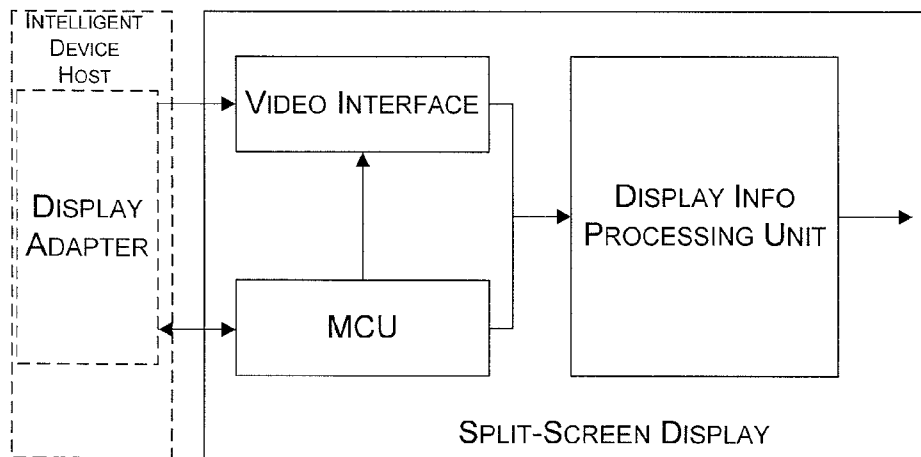 INTELLIGENT
DEVICE
HOST
DISPLAY
ADAPTER
VIDEO INTERFACE
MCU
DISPLAY INFO
PROCESSING UNIT
SPLIT-SCREEN DISPLAY